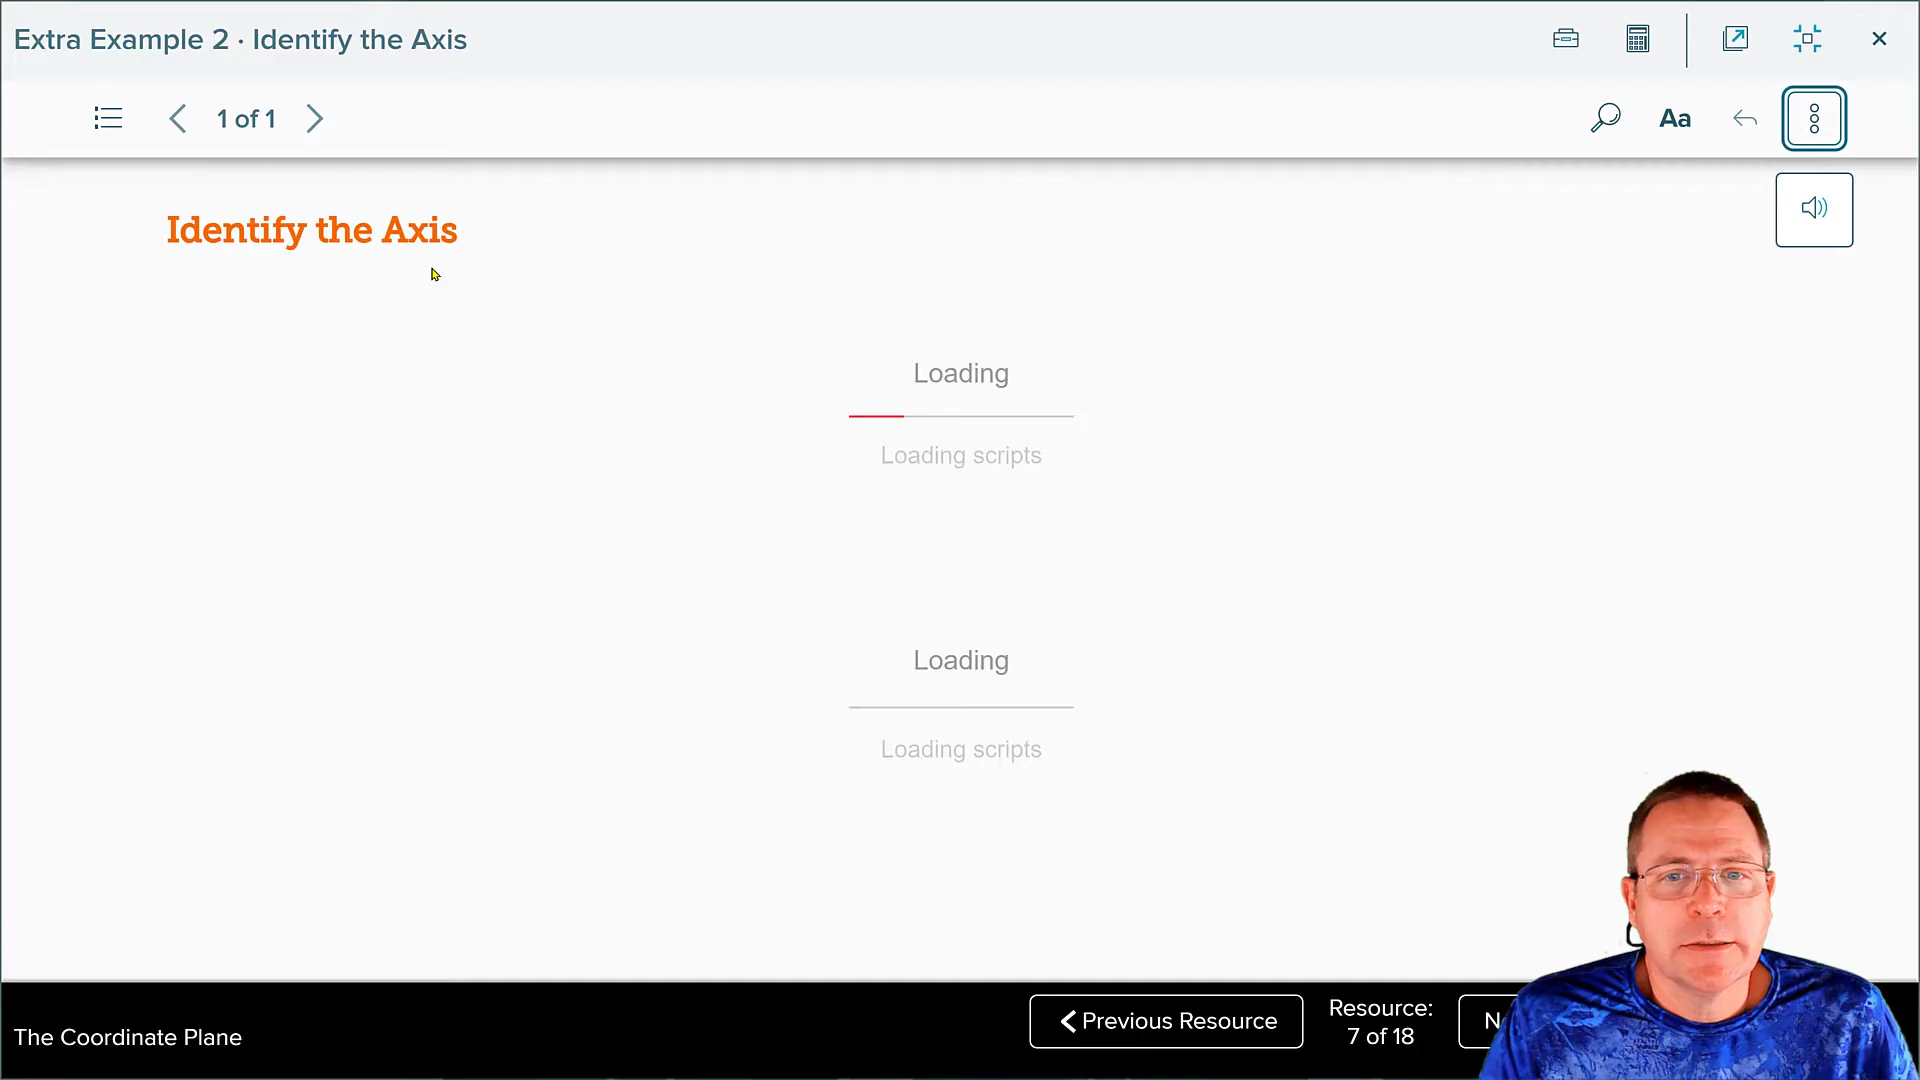 Extra Example 2 · Identify the Axis
1 of 1
Aa
Identify the Axis
Loading
Loading scripts
Loading
Loading scripts
The Coordinate Plane
Previous Resource
Resource:
7 of 18